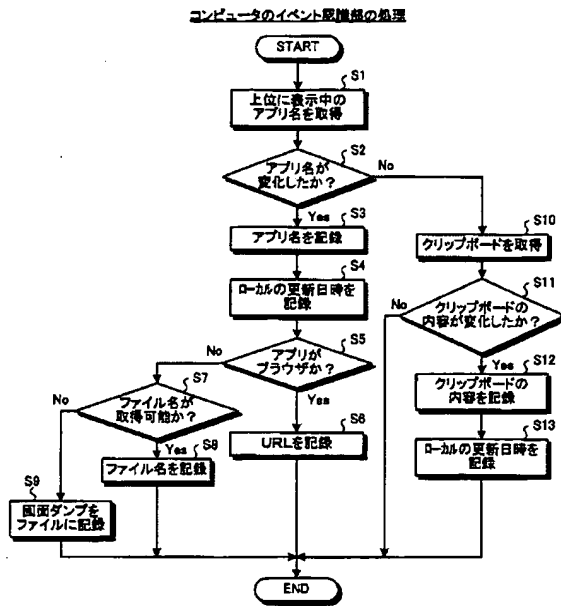 コンピュータのイベント認識部の処理
START
S1
上位に表示中の
アプリ名を取得
S2
アプリ名が
変化したか？
No
Yes
S3
アプリ名を記録
S4
ローカルの更新日時を
記録
S5
アプリが
ブラウザか？
No
Yes
S6
URLを記録
S7
ファイル名が
取得可能か？
No
Yes
S8
ファイル名を記録
S9
画面ダンプを
ファイルに記録
S10
クリップボードを取得
S11
クリップボードの
内容が変化したか？
No
Yes
S12
クリップボードの
内容を記録
S13
ローカルの更新日時を
記録
END